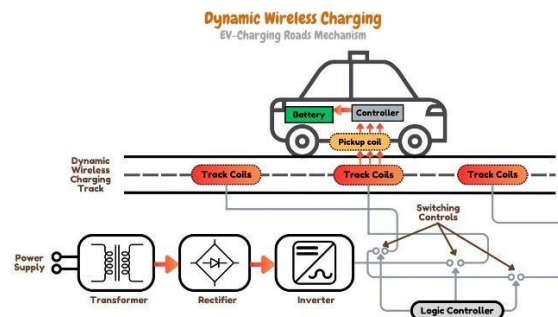 Dynamic Wireless Charging
EV-Charging Roads Mechanism
Battery
Controller
Pickup coil
Dynamic
Wireless
Charging
Track
Track Coils
Track Coils
Track Coils
Switching
Controls
Power
Supply
Transformer
Rectifier
Inverter
Logic Controller